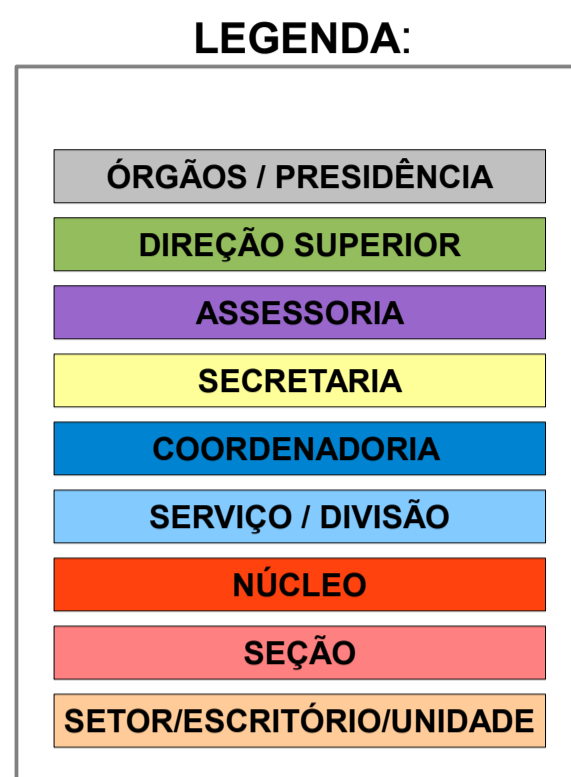 LEGENDA:
ÓRGÃOS / PRESIDÊNCIA
DIREÇÃO SUPERIOR
ASSESSORIA
SECRETARIA
COORDENADORIA
SERVIÇO / DIVISÃO
NÚCLEO
SEÇÃO
SETOR/ESCRITÓRIO/UNIDADE